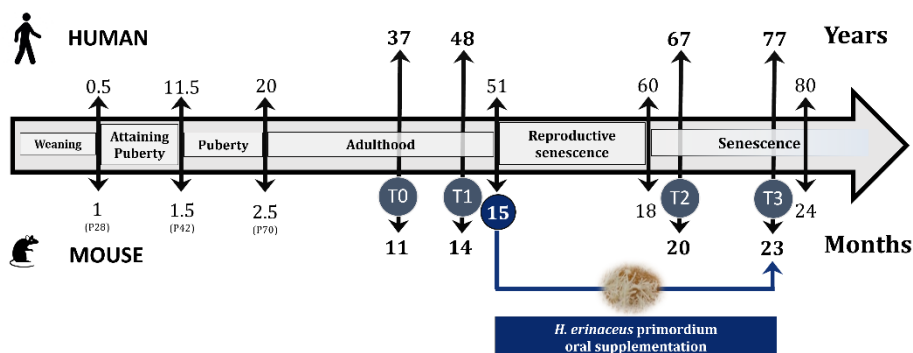 HUMAN
37 48 67 77 Years
0.5 11.5 20 51 60 80
Weaning
Attaining
Puberty
Puberty
Adulthood
Reproductive
senescence
Senescence
T0 T1 T2 T3
1 1.5 2.5 15 18 24
(P28) (P42) (P70)
11 14 20 23 Months
MOUSE
H. erinaceus primordium
oral supplementation